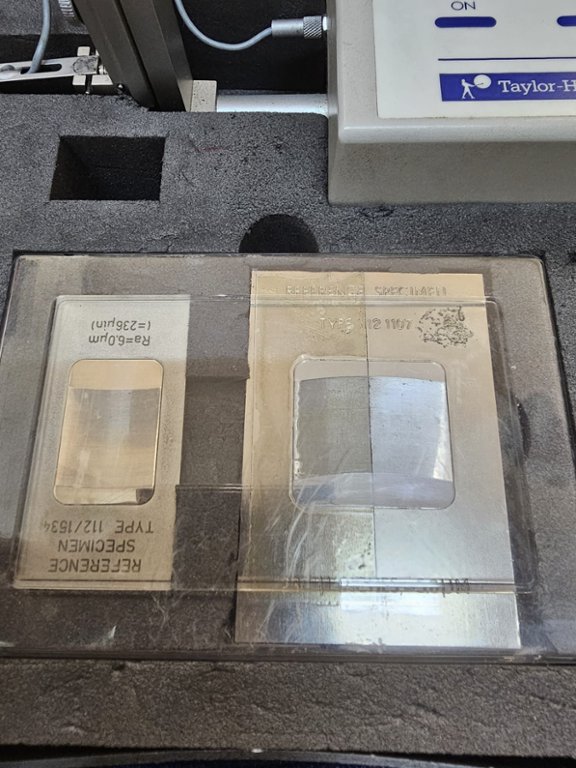 ON
Taylor-H
REFERENCE SPECIMEN
TYPE 112 1107
REFERENCE
SPECIMEN
TYPE 112/1534
Ra=6.0µm
(=236µin)